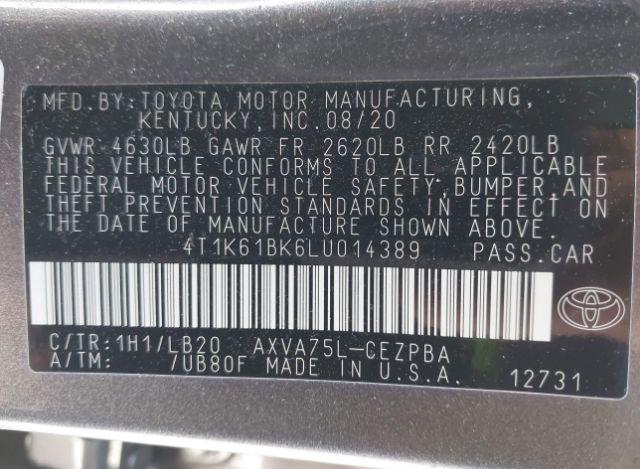 MFD.BY:TOYOTA MOTOR MANUFACTURING,
KENTUCKY,INC.08/20
GVWR 4630LB GAWR FR 2620LB RR 2420LB
THIS VEHICLE CONFORMS TO ALL APPLICABLE
FEDERAL MOTOR VEHICLE SAFETY,BUMPER,AND
THEFT PREVENTION STANDARDS IN EFFECT ON
THE DATE OF MANUFACTURE SHOWN ABOVE.
4T1K61BK6LU014389 PASS.CAR
C/TR:1H1/LB20 AXVA75L-CEZPBA
A/TM: 7UB80F MADE IN U.S.A. 12731